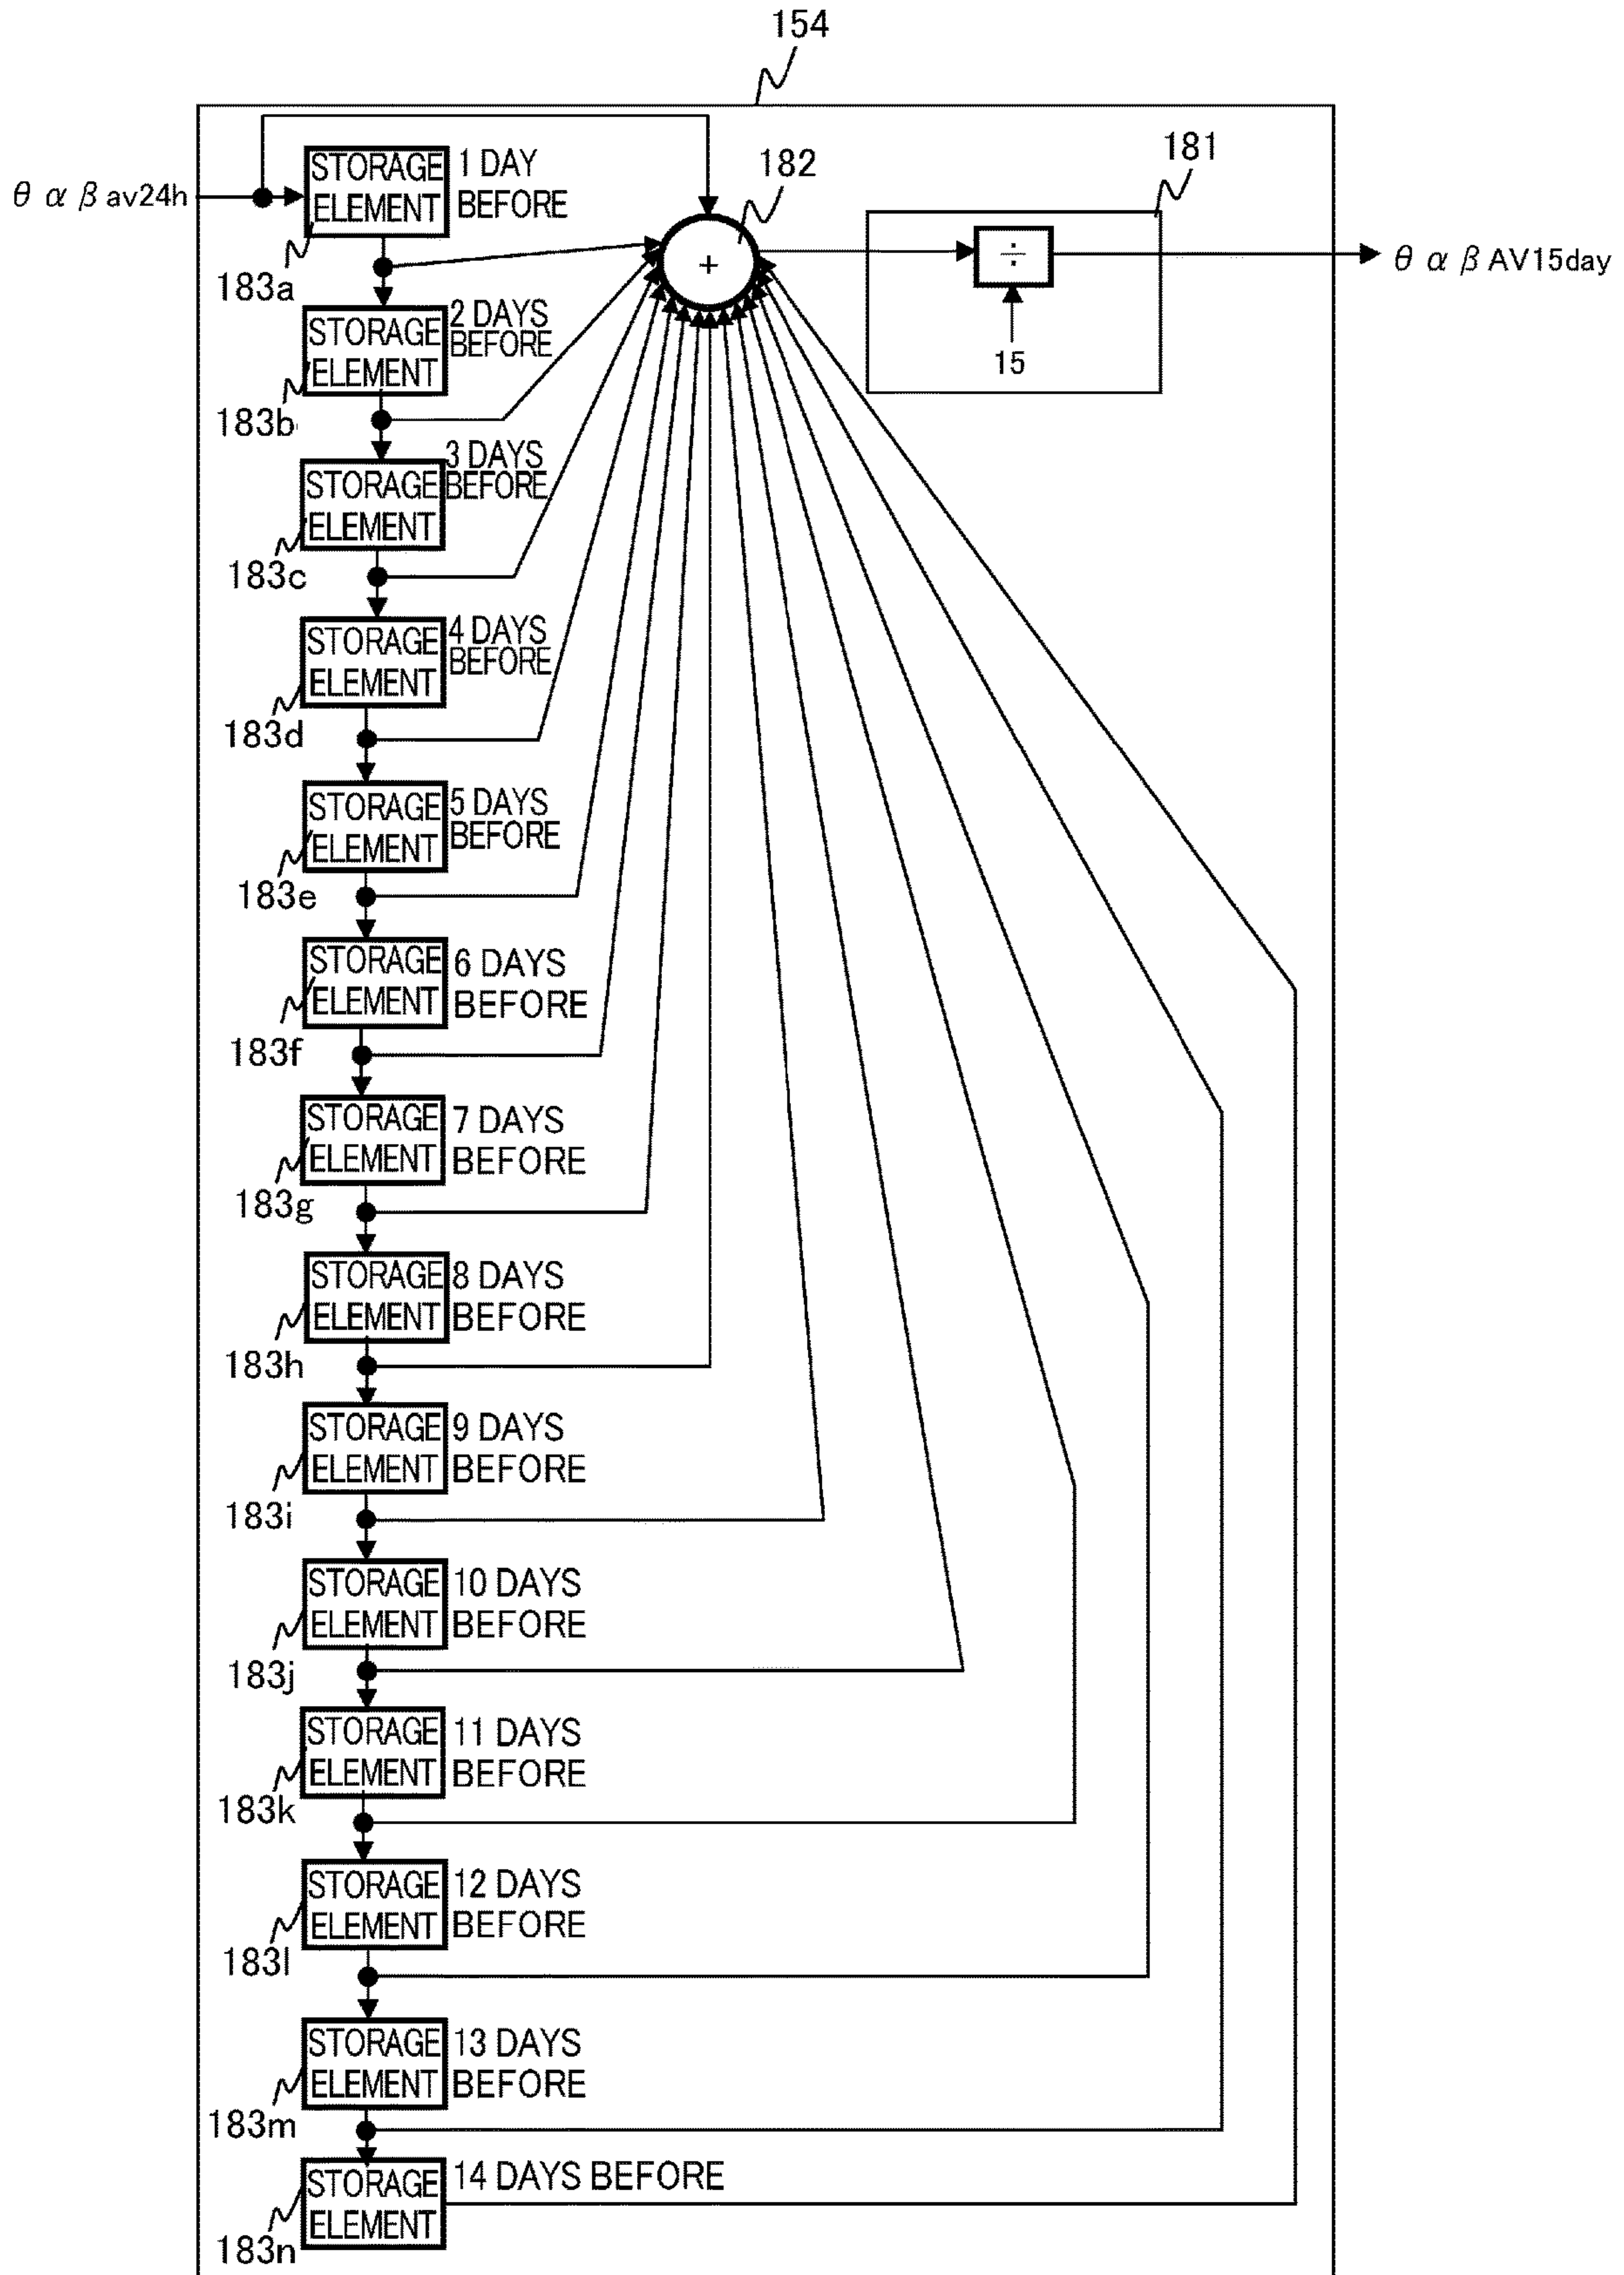 154
182
181
θ α β av24h
STORAGE
ELEMENT
1 DAY
BEFORE
183a
+
÷
15
θ α β AV15day
STORAGE
ELEMENT
2 DAYS
BEFORE
183b
STORAGE
ELEMENT
3 DAYS
BEFORE
183c
STORAGE
ELEMENT
4 DAYS
BEFORE
183d
STORAGE
ELEMENT
5 DAYS
BEFORE
183e
STORAGE
ELEMENT
6 DAYS
BEFORE
183f
STORAGE
ELEMENT
7 DAYS
BEFORE
183g
STORAGE
ELEMENT
8 DAYS
BEFORE
183h
STORAGE
ELEMENT
9 DAYS
BEFORE
183i
STORAGE
ELEMENT
10 DAYS
BEFORE
183j
STORAGE
ELEMENT
11 DAYS
BEFORE
183k
STORAGE
ELEMENT
12 DAYS
BEFORE
183l
STORAGE
ELEMENT
13 DAYS
BEFORE
183m
STORAGE
ELEMENT
14 DAYS BEFORE
183n